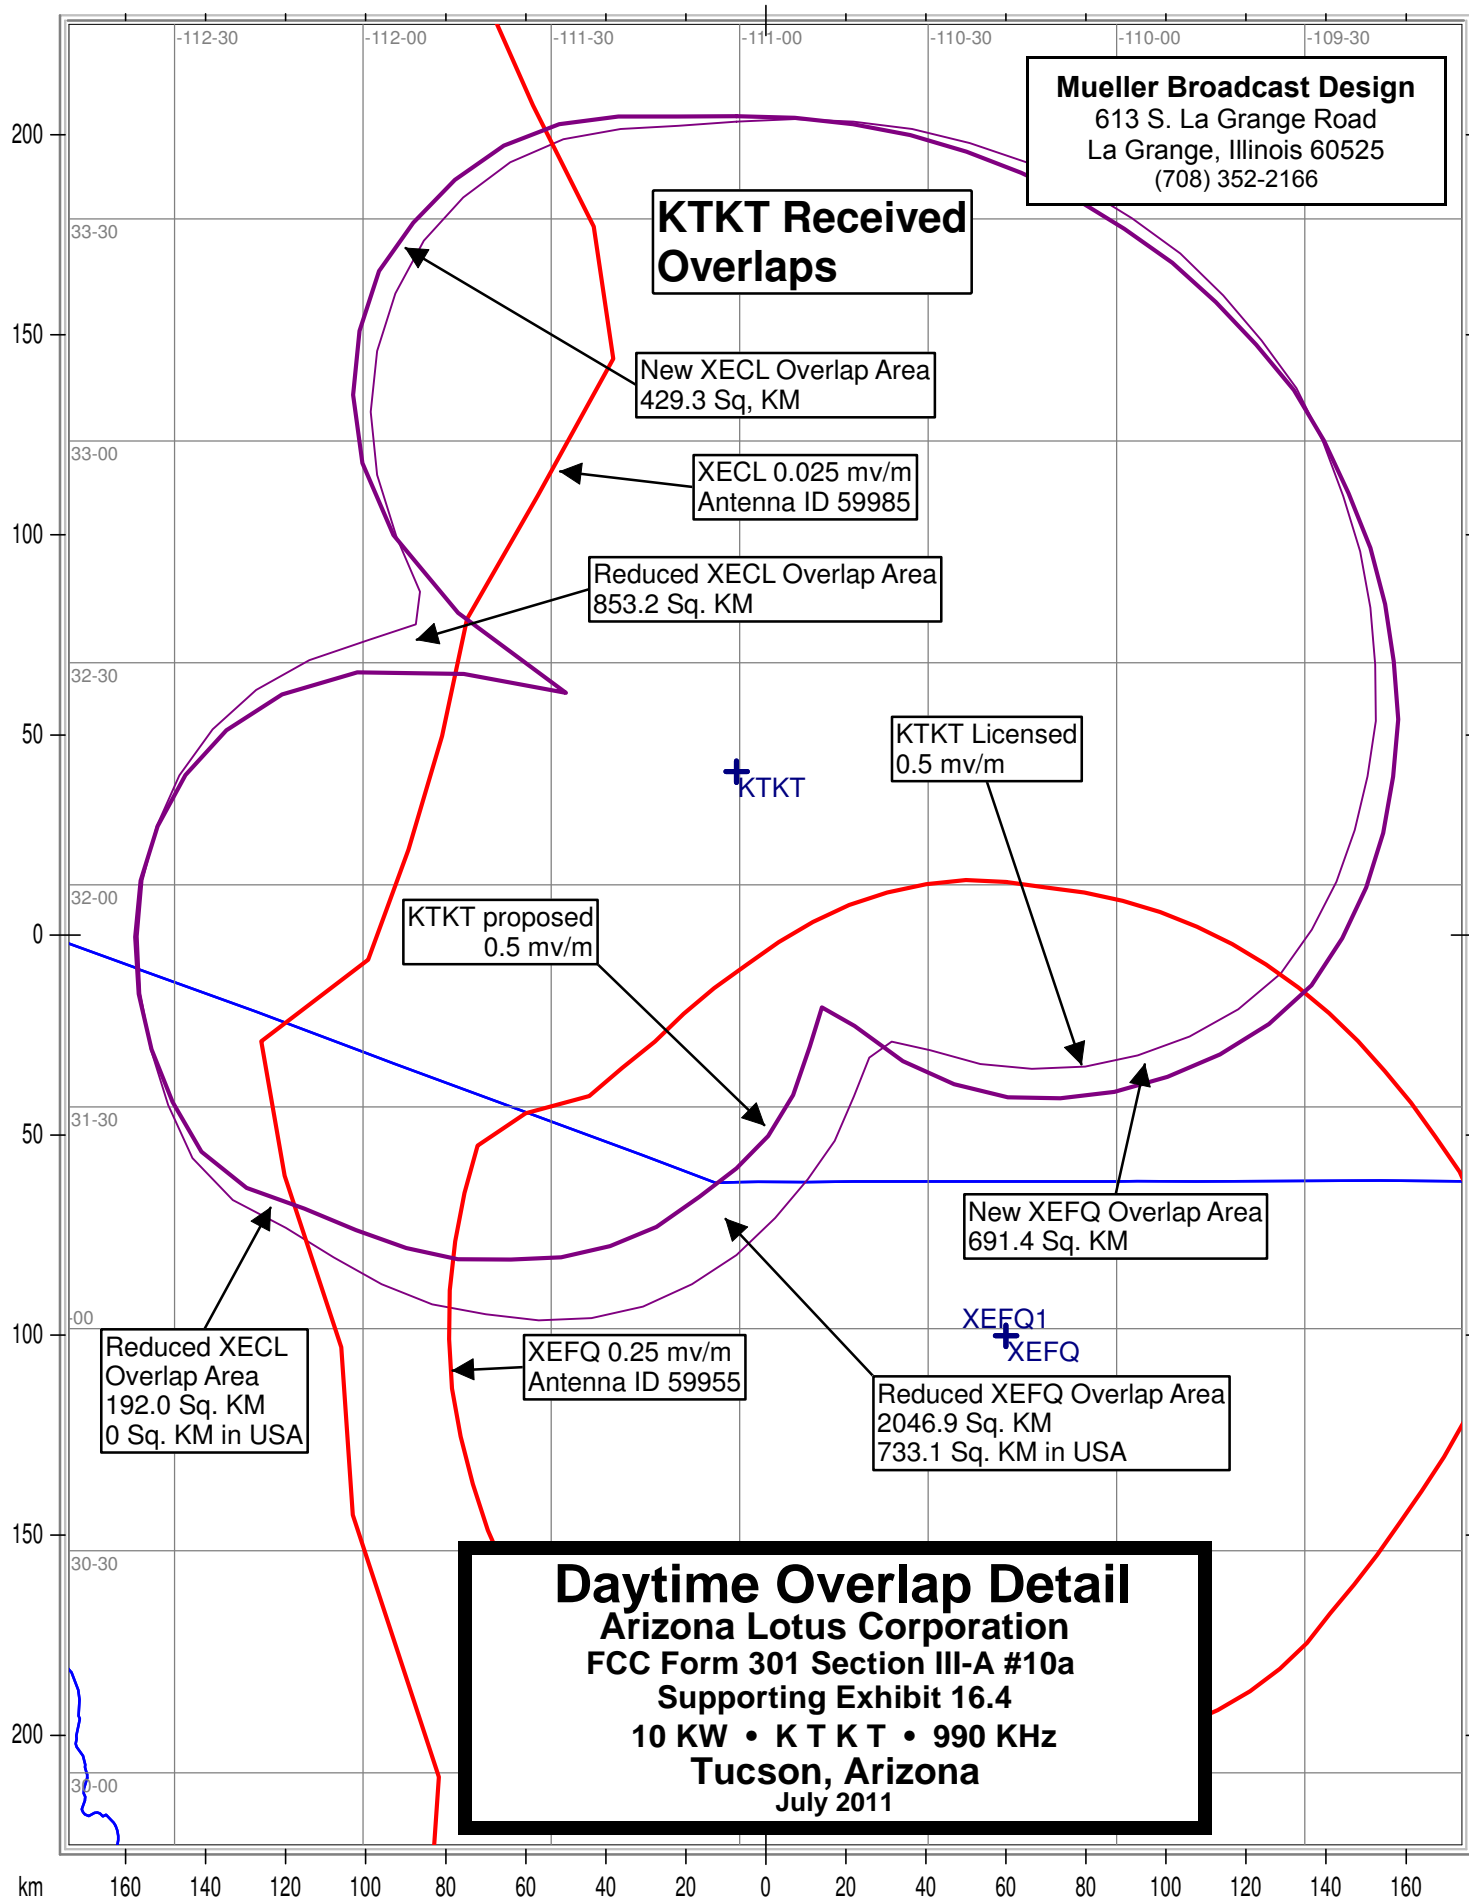 -112-30
-112-00
-111-30
-111-00
-110-30
-110-00
-109-30
Mueller Broadcast Design
613 S. La Grange Road
La Grange, Illinois 60525
(708) 352-2166
200
KTKT Received
Overlaps
33-30
150
New XECL Overlap Area
429.3 Sq, KM
33-00
XECL 0.025 mv/m
Antenna ID 59985
100
Reduced XECL Overlap Area
853.2 Sq. KM
32-30
50
KTKT Licensed
0.5 mv/m
KTKT
32-00
0
KTKT proposed
0.5 mv/m
31-30
50
New XEFQ Overlap Area
691.4 Sq. KM
-00
100
XEFQ1
XEFQ
Reduced XECL
Overlap Area
192.0 Sq. KM
0 Sq. KM in USA
XEFQ 0.25 mv/m
Antenna ID 59955
Reduced XEFQ Overlap Area
2046.9 Sq. KM
733.1 Sq. KM in USA
150
30-30
Daytime Overlap Detail
Arizona Lotus Corporation
FCC Form 301 Section III-A #10a
Supporting Exhibit 16.4
10 KW • K T K T • 990 KHz
Tucson, Arizona
July 2011
200
30-00
km
160
140
120
100
80
60
40
20
0
20
40
60
80
100
120
140
160